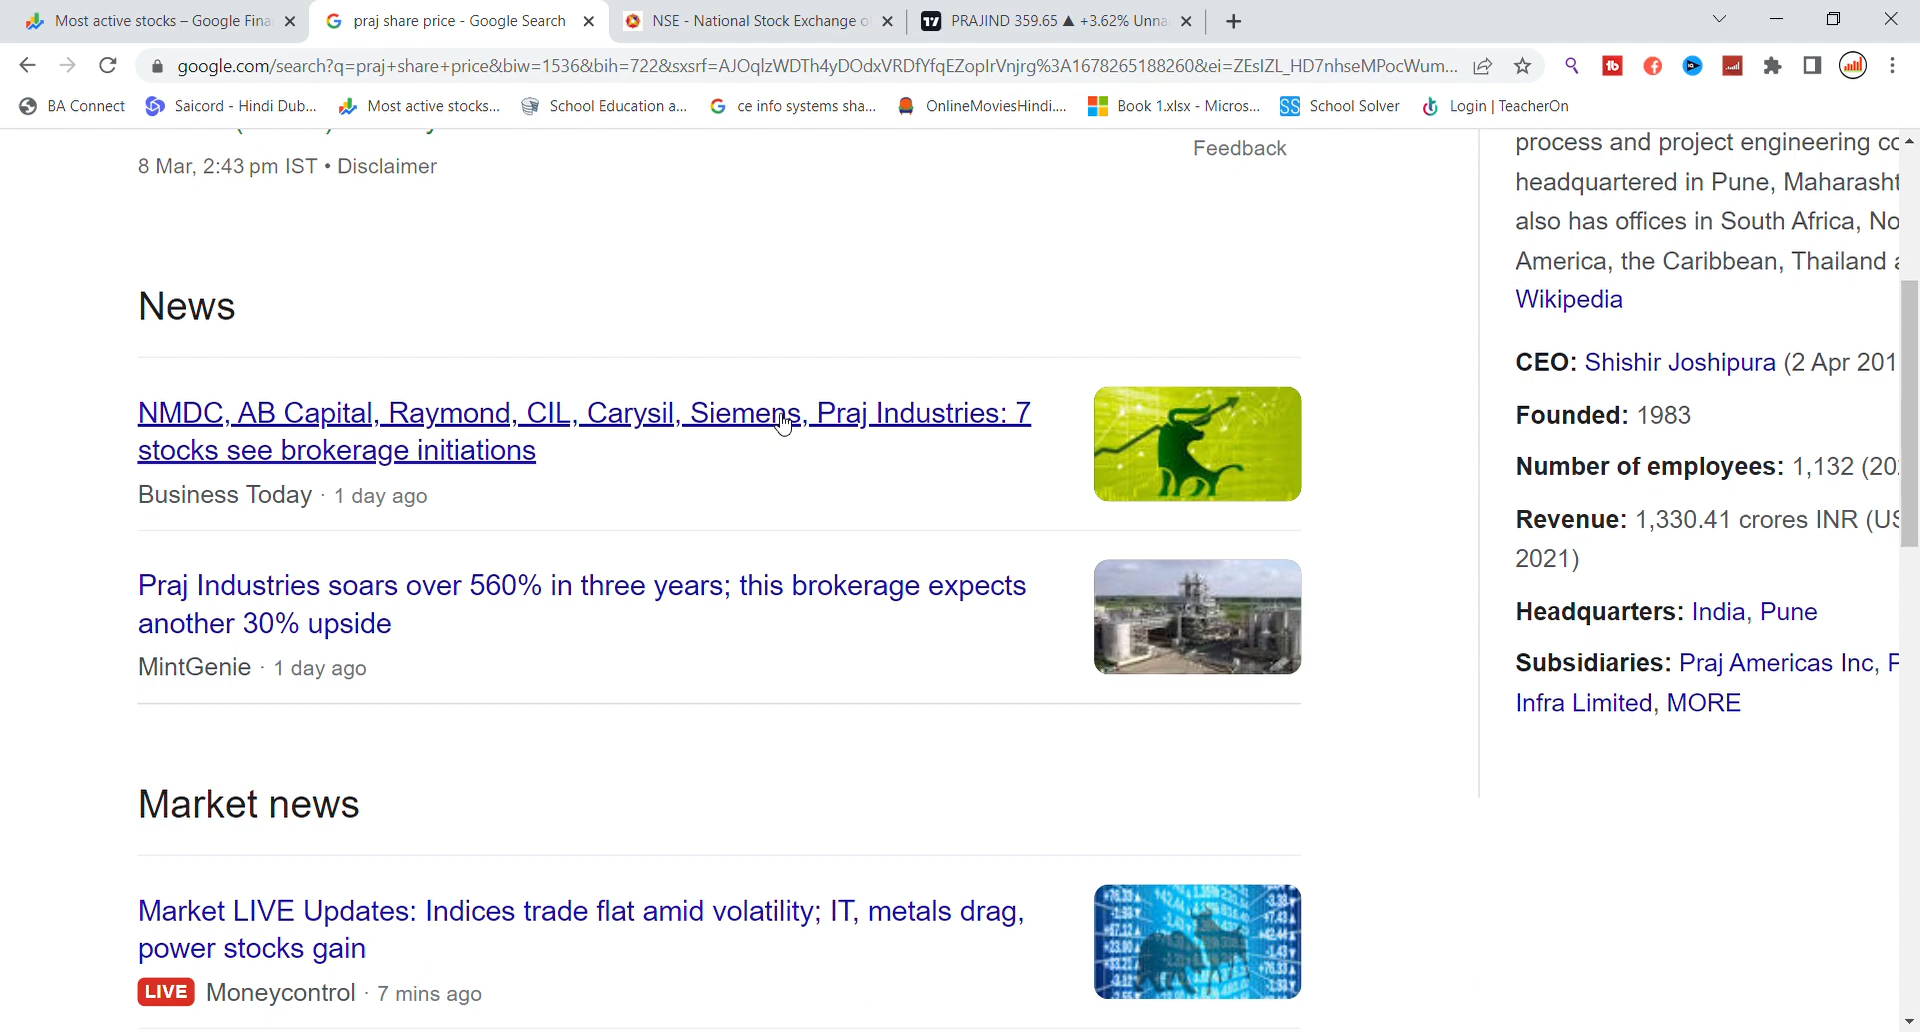 Most active stocks – Google Fina
praj share price - Google Search
NSE - National Stock Exchange o
PRAJIND 359.65 ▲ +3.62% Unna
google.com/search?q=praj+share+price&biw=1536&bih=722&sxsrf=AJOqlzWDTh4yDOdxVRDfYfqEZopIrVnjrg%3A1678265188260&ei=ZEsIZL_HD7nhseMPocWum...
BA Connect
Saicord - Hindi Dub...
Most active stocks...
School Education a...
ce info systems sha...
OnlineMoviesHindi....
Book 1.xlsx - Micros...
School Solver
Login | TeacherOn
8 Mar, 2:43 pm IST • Disclaimer
Feedback
News
NMDC, AB Capital, Raymond, CIL, Carysil, Siemens, Praj Industries: 7
stocks see brokerage initiations
Business Today · 1 day ago
Praj Industries soars over 560% in three years; this brokerage expects
another 30% upside
MintGenie · 1 day ago
Market news
Market LIVE Updates: Indices trade flat amid volatility; IT, metals drag,
power stocks gain
LIVE Moneycontrol · 7 mins ago
process and project engineering co
headquartered in Pune, Maharasht
also has offices in South Africa, No
America, the Caribbean, Thailand a
Wikipedia
CEO: Shishir Joshipura (2 Apr 201
Founded: 1983
Number of employees: 1,132 (20
Revenue: 1,330.41 crores INR (US
2021)
Headquarters: India, Pune
Subsidiaries: Praj Americas Inc, P
Infra Limited, MORE